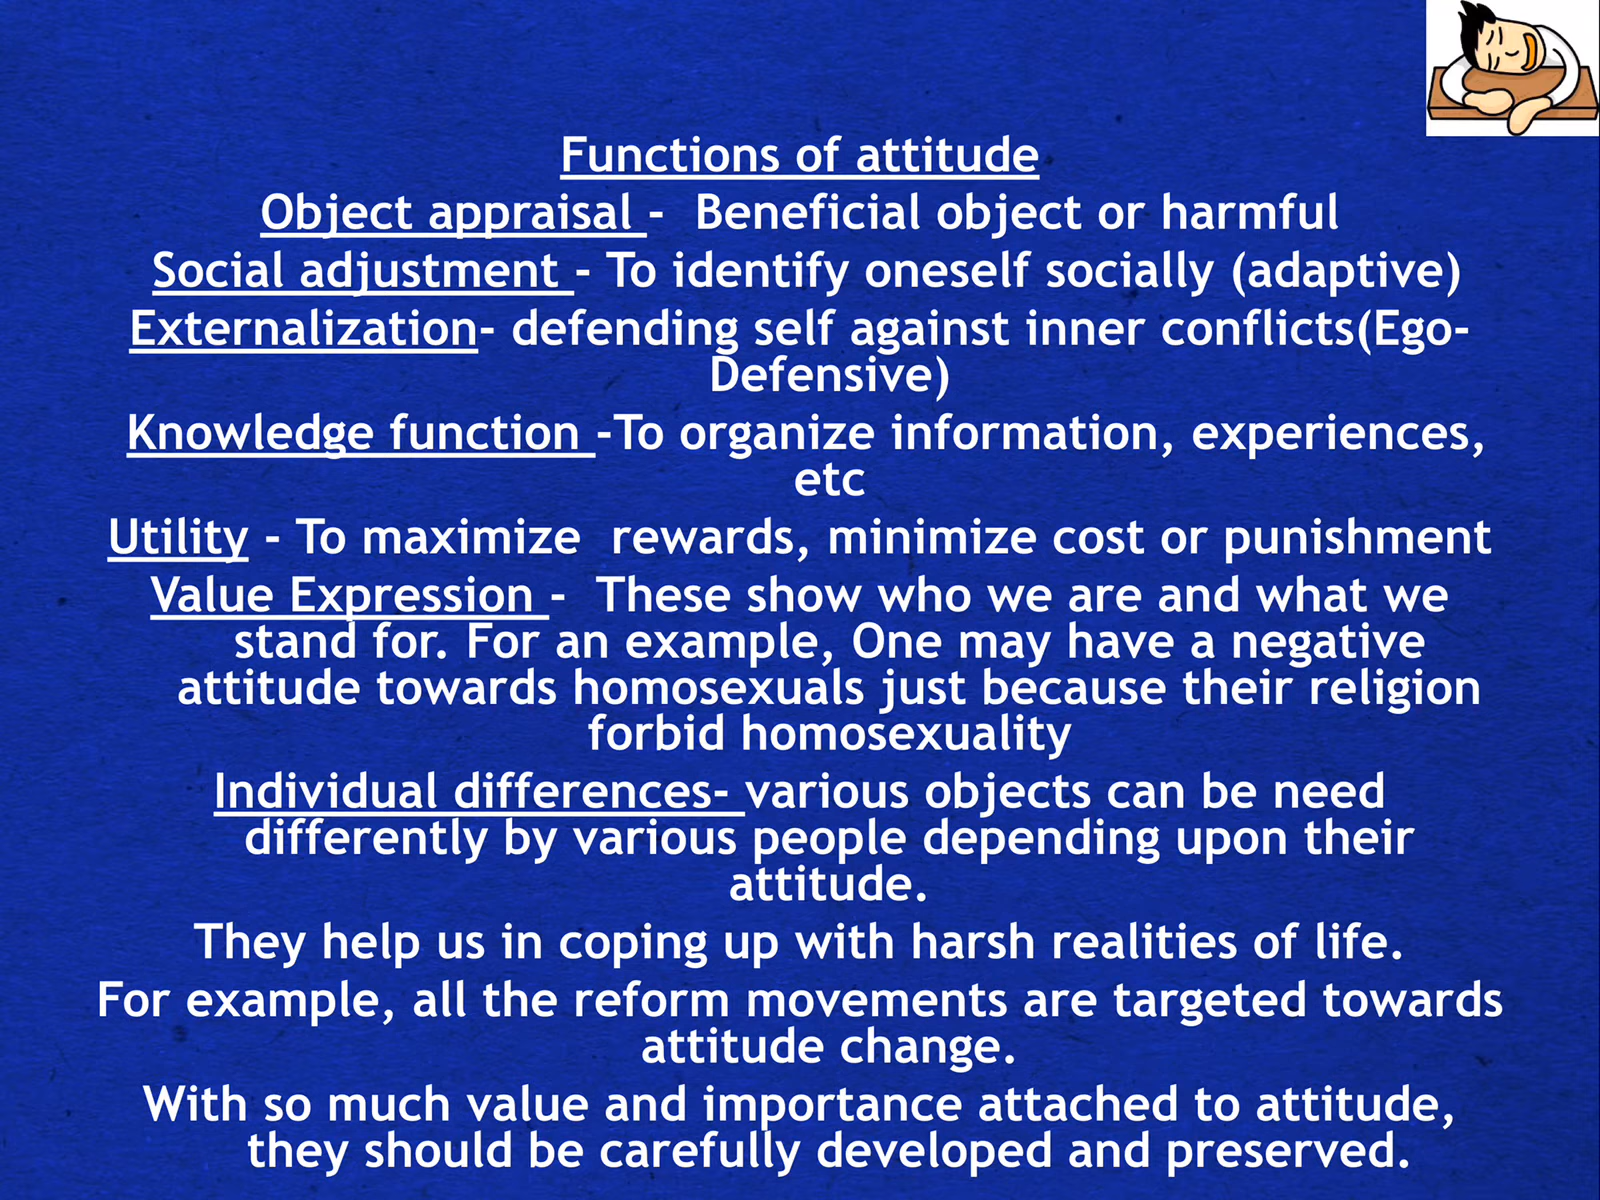 Functions of attitude
Object appraisal -  Beneficial object or harmful
Social adjustment - To identify oneself socially (adaptive)
Externalization- defending self against inner conflicts(Ego-
Defensive)
Knowledge function -To organize information, experiences,
etc
Utility - To maximize  rewards, minimize cost or punishment
Value Expression -  These show who we are and what we
stand for. For an example, One may have a negative
attitude towards homosexuals just because their religion
forbid homosexuality
Individual differences- various objects can be need
differently by various people depending upon their
attitude.
They help us in coping up with harsh realities of life.
For example, all the reform movements are targeted towards
attitude change.
With so much value and importance attached to attitude,
they should be carefully developed and preserved.